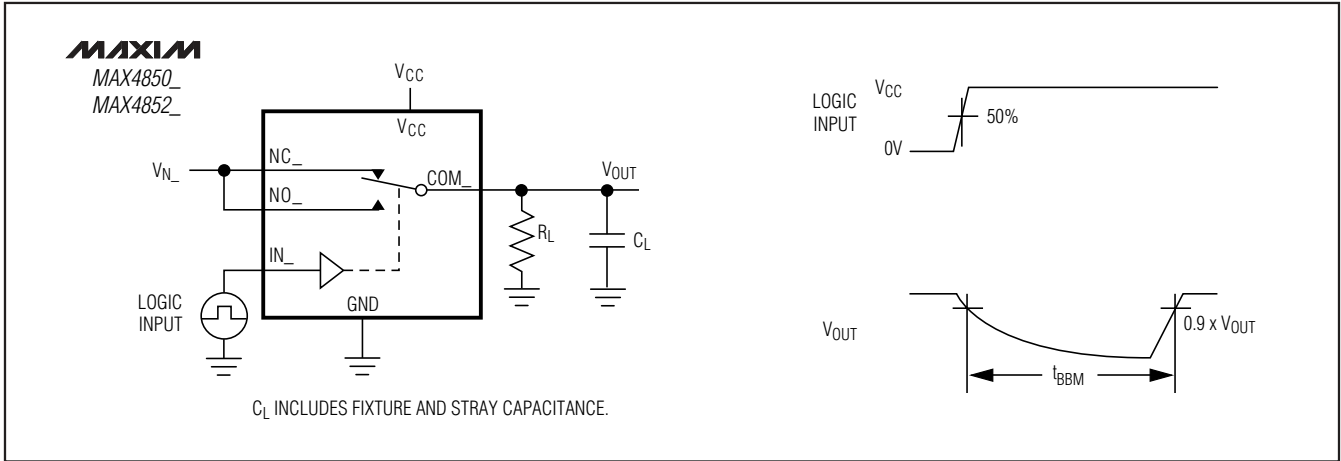 MAXIM
MAX4850_
MAX4852_
VCC
VCC
VN_
NC_
NO_
COM_
VOUT
RL
CL
IN_
LOGIC
INPUT
GND
CL INCLUDES FIXTURE AND STRAY CAPACITANCE.
LOGIC
INPUT
VCC
50%
0V
VOUT
0.9 x VOUT
tBBM